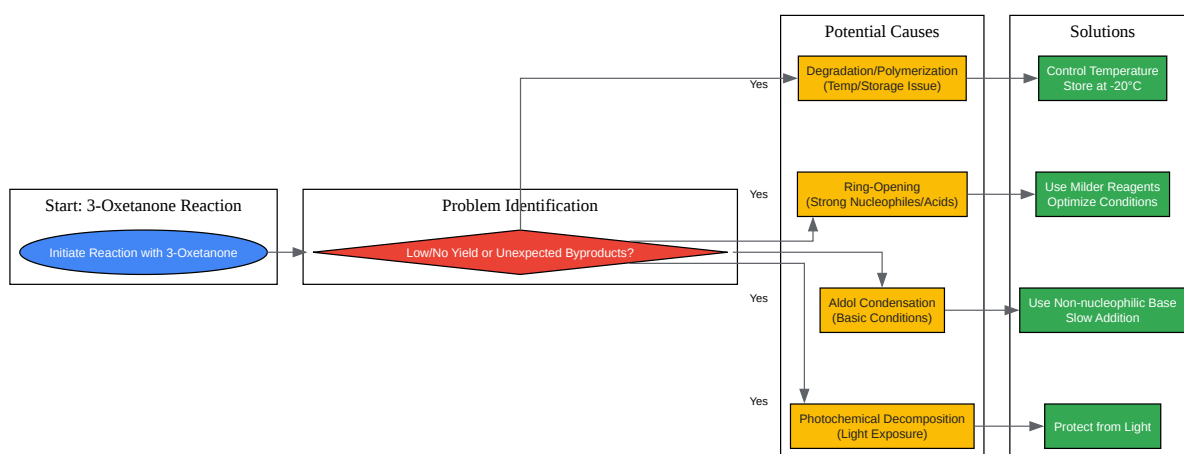 Start: 3-Oxetanone Reaction
Initiate Reaction with 3-Oxetanone
Problem Identification
Low/No Yield or Unexpected Byproducts?
Yes
Yes
Yes
Yes
Potential Causes
Degradation/Polymerization
(Temp/Storage Issue)
Ring-Opening
(Strong Nucleophiles/Acids)
Aldol Condensation
(Basic Conditions)
Photochemical Decomposition
(Light Exposure)
Solutions
Control Temperature
Store at -20°C
Use Milder Reagents
Optimize Conditions
Use Non-nucleophilic Base
Slow Addition
Protect from Light